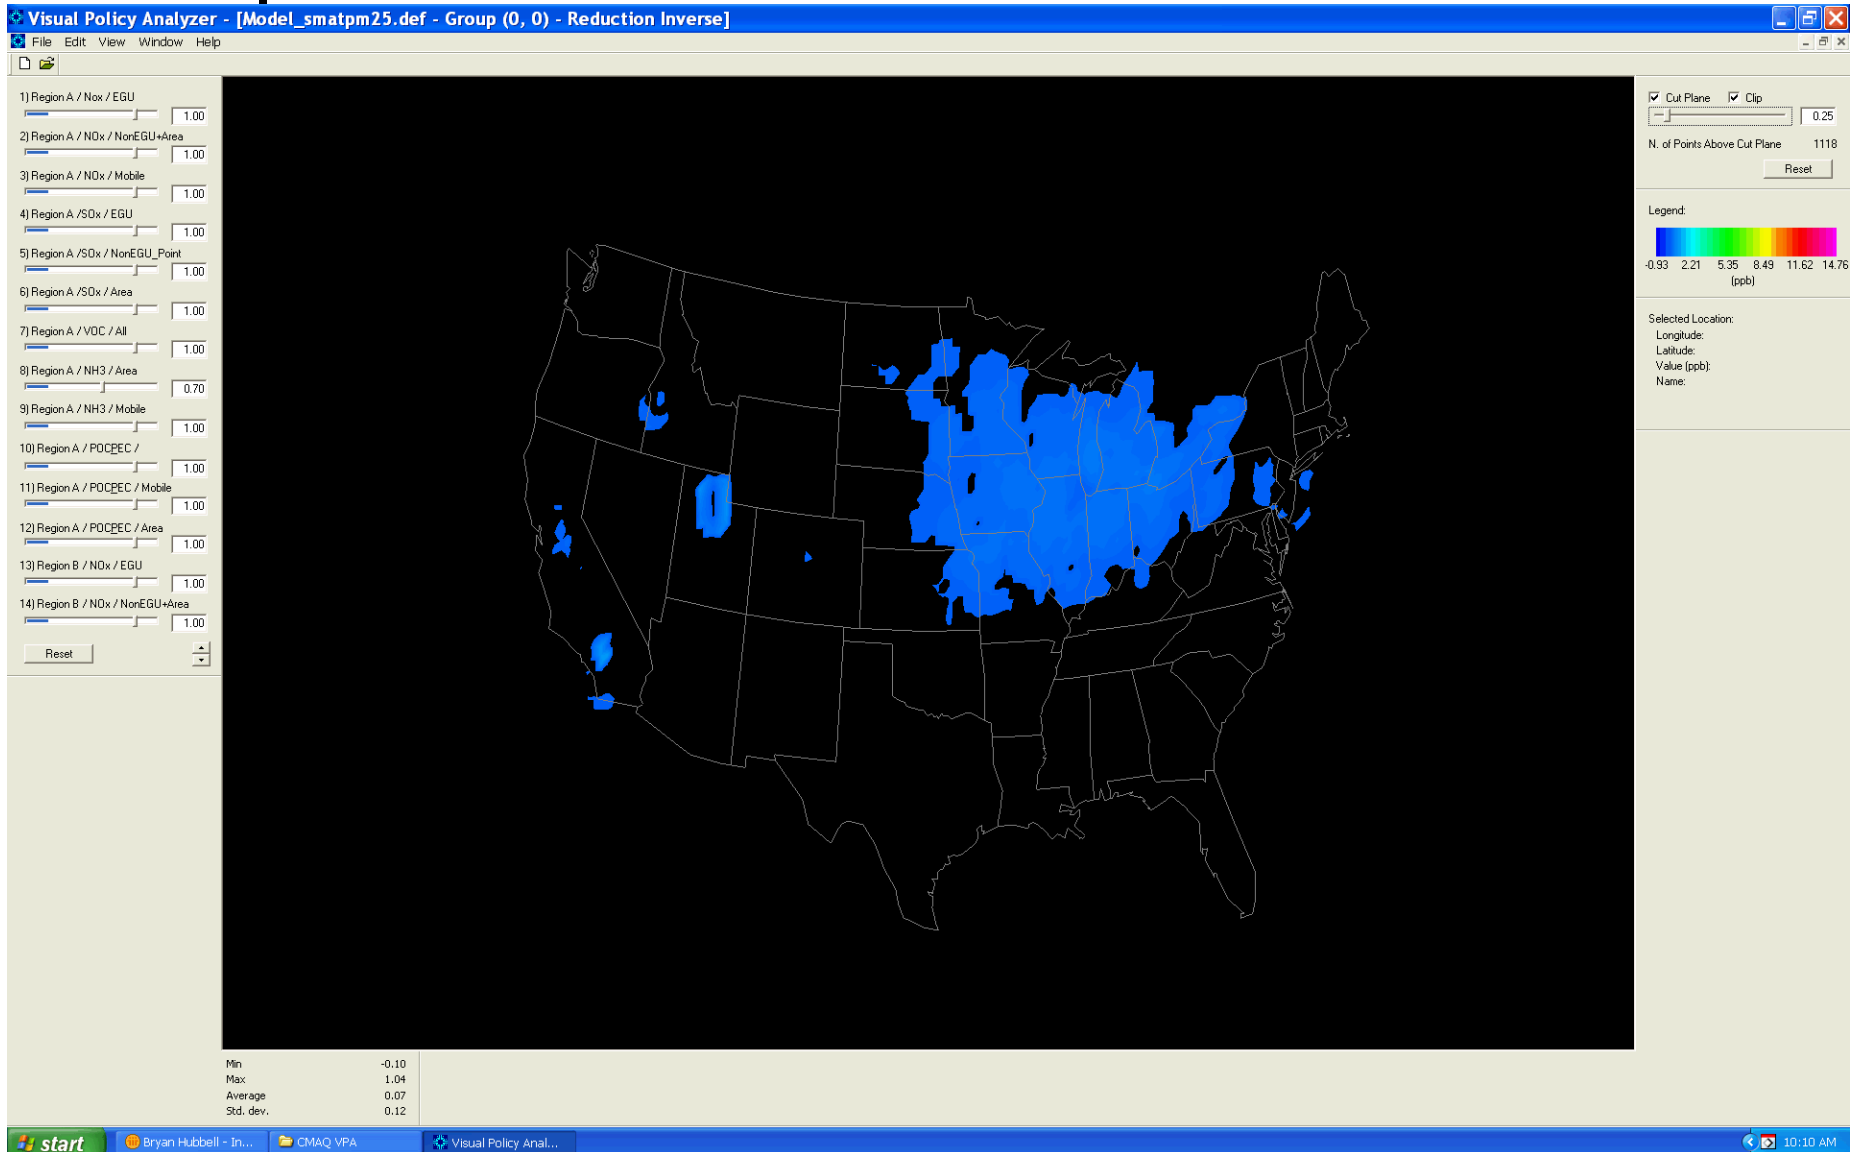 Visual Policy Analyzer - [Model_smatpm25.def - Group (0, 0) - Reduction Inverse]
File Edit View Window Help
1) Region A / Nox / EGU
1.00
2) Region A / NOx / NonEGU+Area
1.00
3) Region A / NOx / Mobile
1.00
4) Region A /SOx / EGU
1.00
5) Region A /SOx / NonEGU_Point
1.00
6) Region A /SOx / Area
1.00
7) Region A / VOC / All
1.00
8) Region A / NH3 / Area
0.70
9) Region A / NH3 / Mobile
1.00
10) Region A / POCPEC /
1.00
11) Region A / POCPEC / Mobile
1.00
12) Region A / POCPEC / Area
1.00
13) Region B / NOx / EGU
1.00
14) Region B / NOx / NonEGU+Area
1.00
Reset
Cut Plane Clip
0.25
N. of Points Above Cut Plane 1118
Reset
Legend:
-0.93 2.21 5.35 8.49 11.62 14.76
(ppb)
Selected Location:
Longitude:
Latitude:
Value (ppb):
Name:
Min -0.10
Max 1.04
Average 0.07
Std. dev. 0.12
start Bryan Hubbell - In... CMAQ VPA Visual Policy Anal... 10:10 AM